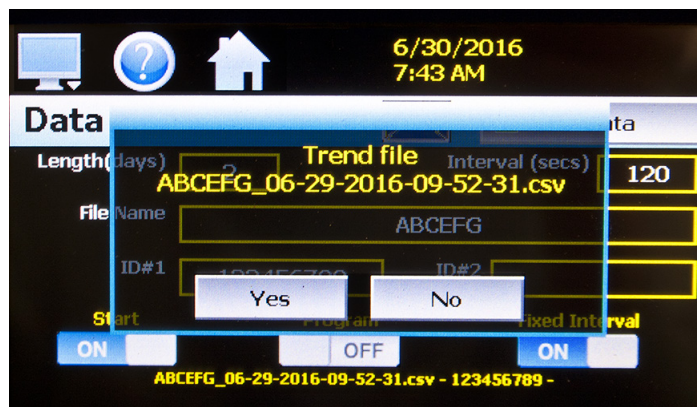 ?
6/30/2016
7:43 AM
Data
ta
Length(days)
2
Trend file
Interval (secs)
120
ABCEFG_06-29-2016-09-52-31.csv
File Name
ABCEFG
ID#1
123456789
ID#2
Yes
No
Start
Program
Fixed Interval
ON
OFF
ON
ABCEFG_06-29-2016-09-52-31.csv - 123456789 -